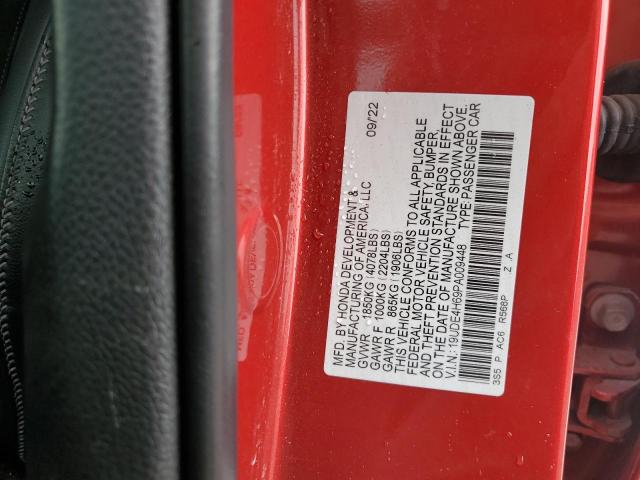 MFD. BY HONDA DEVELOPMENT &
MANUFACTURING OF AMERICA, LLC 09/22
GVWR 1850KG (4078LBS)
GAWR F 1000KG (2204LBS)
GAWR R 865KG (1906LBS)
THIS VEHICLE CONFORMS TO ALL APPLICABLE
FEDERAL MOTOR VEHICLE SAFETY, BUMPER,
AND THEFT PREVENTION STANDARDS IN EFFECT
ON THE DATE OF MANUFACTURE SHOWN ABOVE.
V.I.N.: 19UDE4H69PA009448 TYPE: PASSENGER CAR
3S5 P AC6 R568P Z A